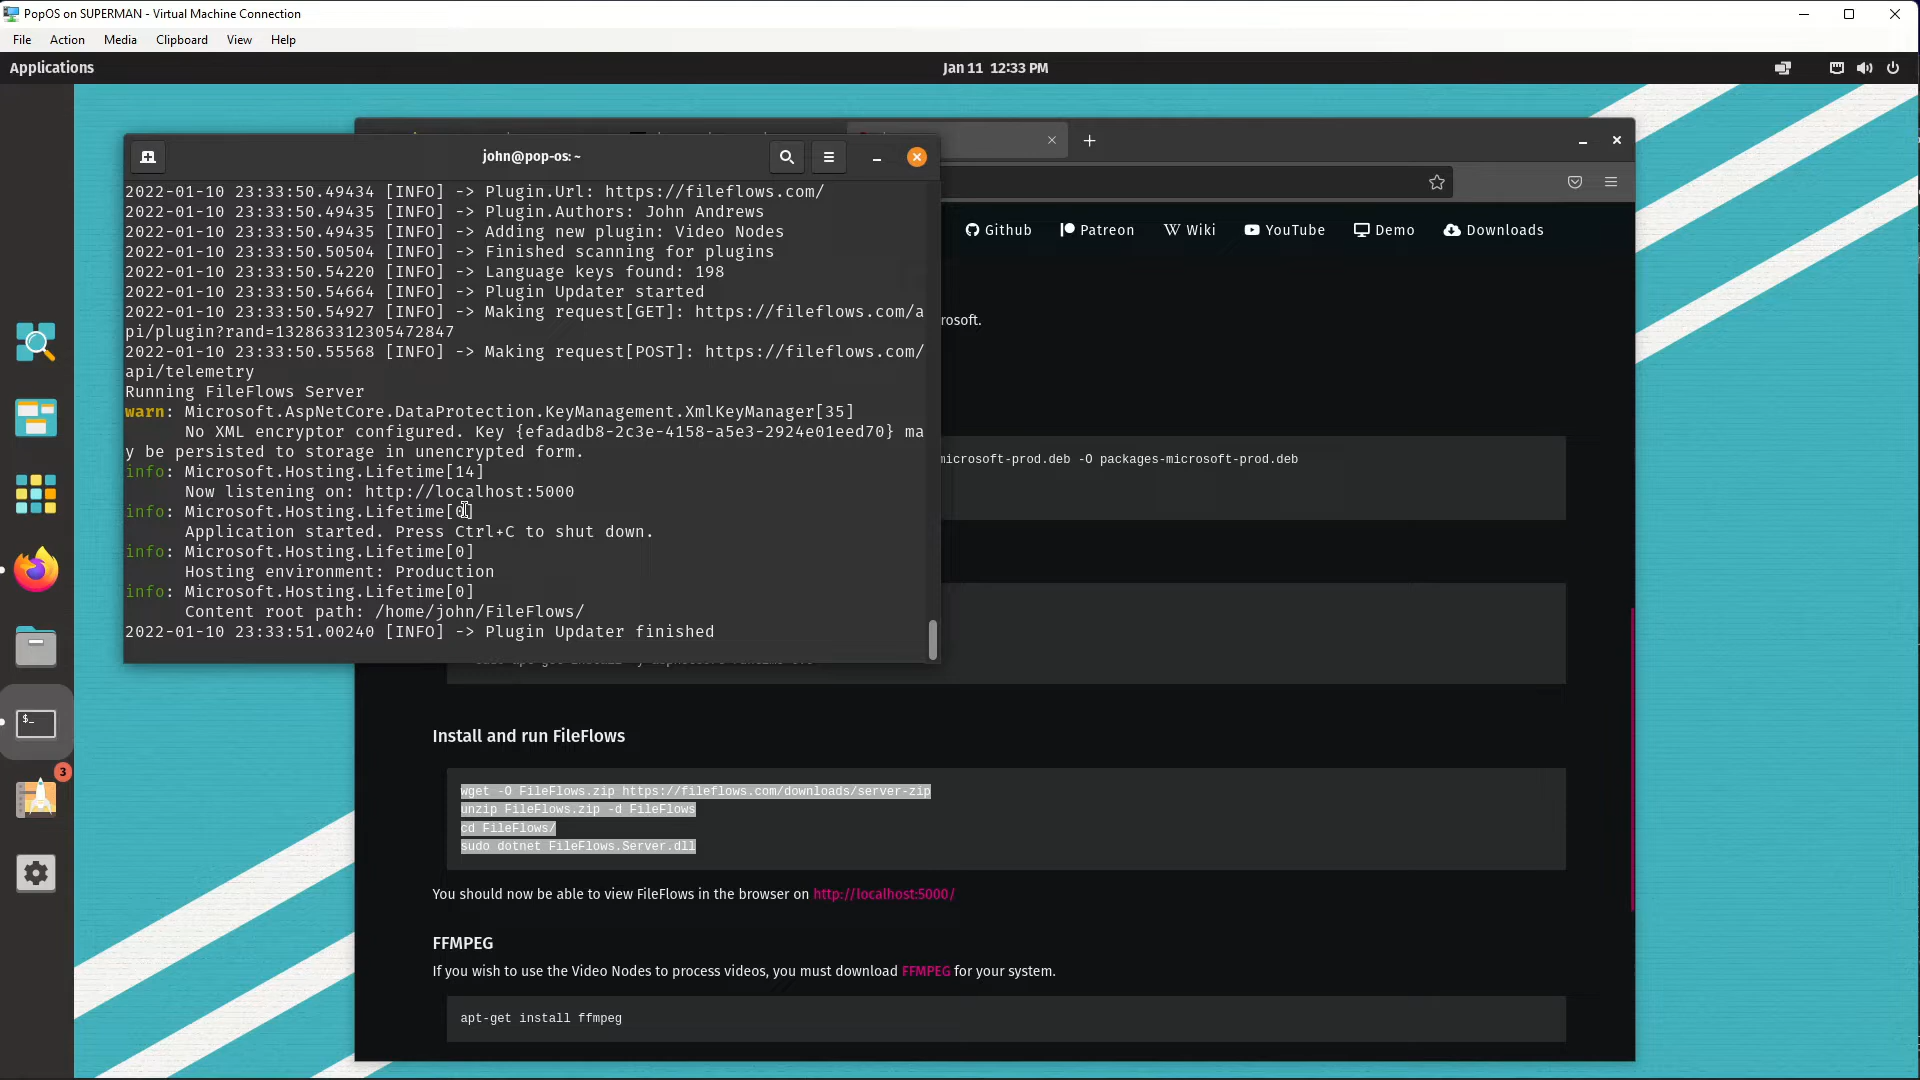 PopOS on SUPERMAN - Virtual Machine Connection
File Action Media Clipboard View Help
Applications
Jan 11 12:33 PM
john@pop-os: ~
2022-01-10 23:33:50.49434 [INFO] -> Plugin.Url: https://fileflows.com/
2022-01-10 23:33:50.49435 [INFO] -> Plugin.Authors: John Andrews
2022-01-10 23:33:50.49435 [INFO] -> Adding new plugin: Video Nodes
2022-01-10 23:33:50.50504 [INFO] -> Finished scanning for plugins
2022-01-10 23:33:50.54220 [INFO] -> Language keys found: 198
2022-01-10 23:33:50.54664 [INFO] -> Plugin Updater started
2022-01-10 23:33:50.54927 [INFO] -> Making request[GET]: https://fileflows.com/a
pi/plugin?rand=132863312305472847
2022-01-10 23:33:50.55568 [INFO] -> Making request[POST]: https://fileflows.com/
api/telemetry
Running FileFlows Server
warn: Microsoft.AspNetCore.DataProtection.KeyManagement.XmlKeyManager[35]
No XML encryptor configured. Key {efadadb8-2c3e-4158-a5e3-2924e01eed70} ma
y be persisted to storage in unencrypted form.
info: Microsoft.Hosting.Lifetime[14]
Now listening on: http://localhost:5000
info: Microsoft.Hosting.Lifetime[0]
Application started. Press Ctrl+C to shut down.
info: Microsoft.Hosting.Lifetime[0]
Hosting environment: Production
info: Microsoft.Hosting.Lifetime[0]
Content root path: /home/john/FileFlows/
2022-01-10 23:33:51.00240 [INFO] -> Plugin Updater finished
Github Patreon Wiki YouTube Demo Downloads
rosoft.
microsoft-prod.deb -O packages-microsoft-prod.deb
Install and run FileFlows
wget -O FileFlows.zip https://fileflows.com/downloads/server-zip
unzip FileFlows.zip -d FileFlows
cd FileFlows/
sudo dotnet FileFlows.Server.dll
You should now be able to view FileFlows in the browser on http://localhost:5000/
FFMPEG
If you wish to use the Video Nodes to process videos, you must download FFMPEG for your system.
apt-get install ffmpeg
3